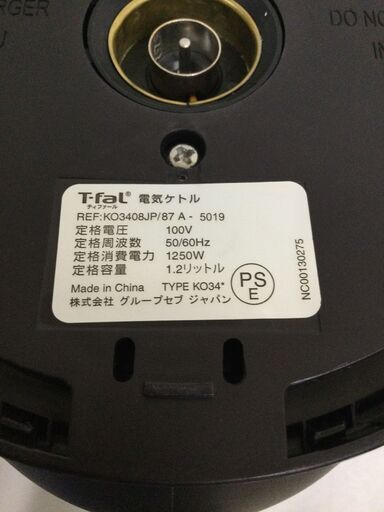 RGER
U
DO NO
IN
T-faL® 電気ケトル
ティファール
REF:KO3408JP/87 A - 5019
定格電圧 100V
定格周波数 50/60Hz
定格消費電力 1250W
定格容量 1.2リットル
Made in China TYPE KO34*
株式会社 グループセブ ジャパン
PS
E
NC00130275